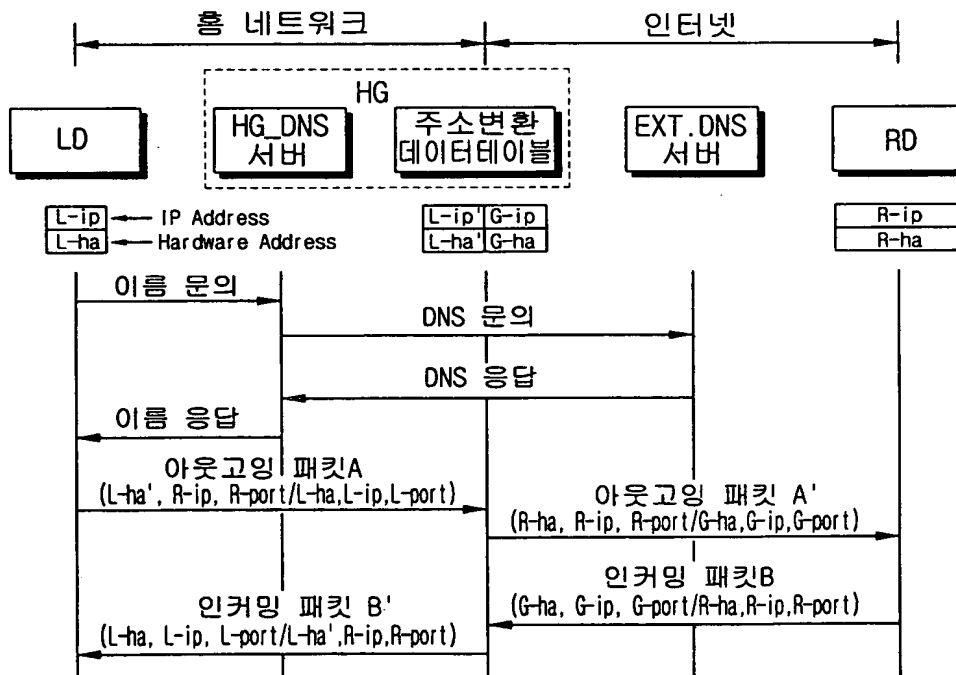 홈 네트워크
인터넷
HG
LD
HG_DNS
서버
주소변환
데이터테이블
EXT.DNS
서버
RD
L-ip
IP Address
L-ha
Hardware Address
L-ip' G-ip
L-ha' G-ha
R-ip
R-ha
이름 문의
DNS 문의
DNS 응답
이름 응답
아웃고잉 패킷A
(L-ha', R-ip, R-port/L-ha,L-ip,L-port)
아웃고잉 패킷 A'
(R-ha, R-ip, R-port/G-ha,G-ip,G-port)
인커밍 패킷B
(G-ha, G-ip, G-port/R-ha,R-ip,R-port)
인커밍 패킷 B'
(L-ha, L-ip, L-port/L-ha',R-ip,R-port)